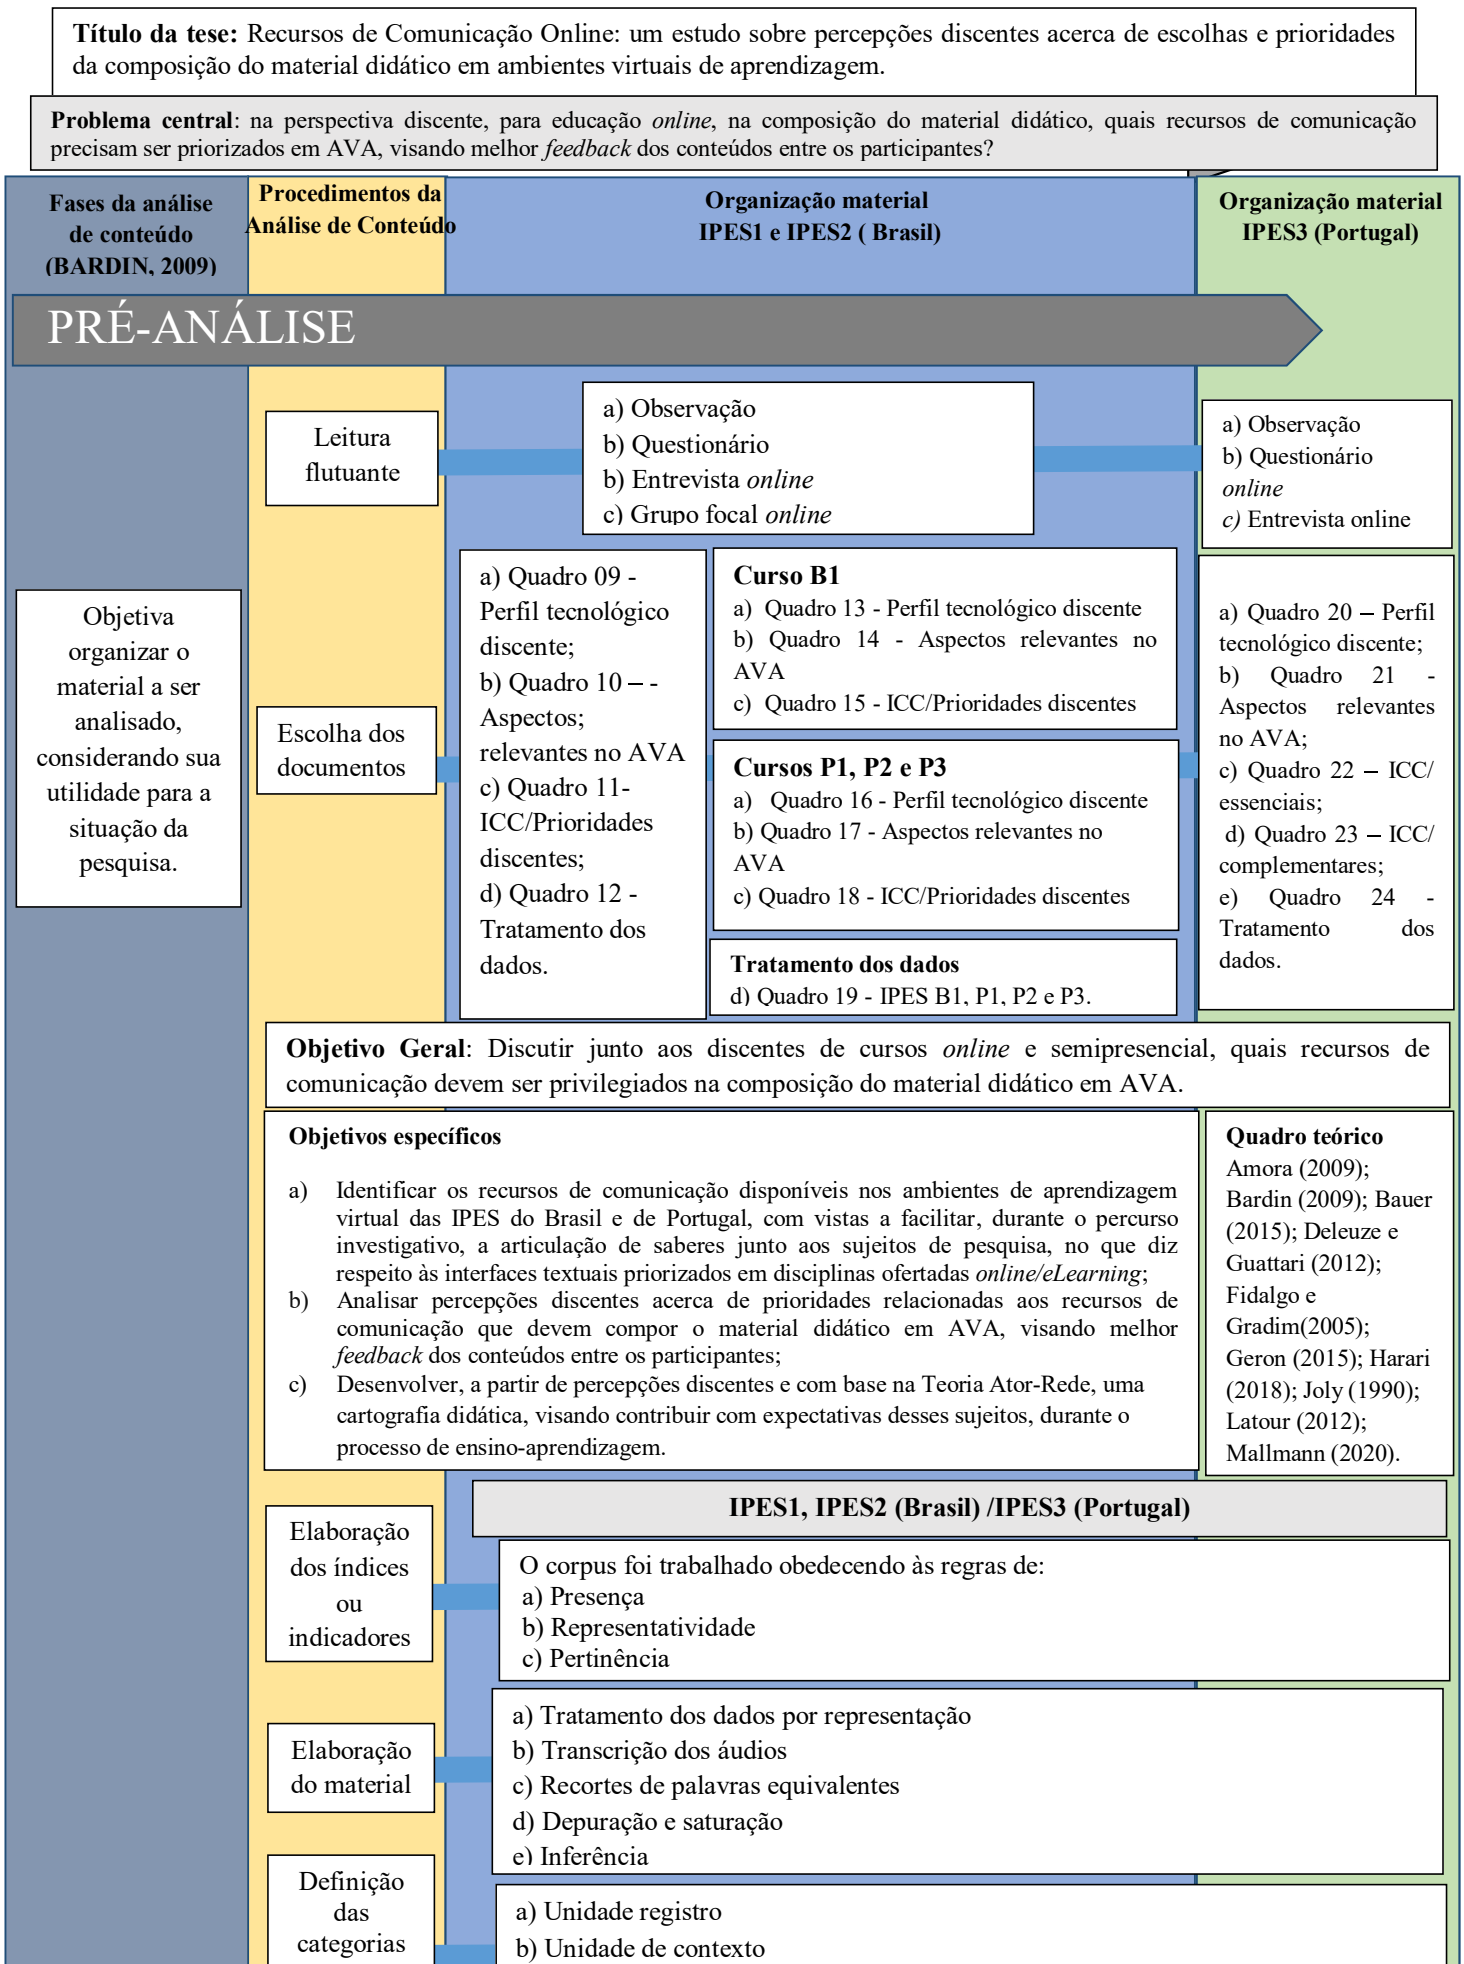 Título da tese: Recursos de Comunicação Online: um estudo sobre percepções discentes acerca de escolhas e prioridades
da composição do material didático em ambientes virtuais de aprendizagem.
Problema central: na perspectiva discente, para educação online, na composição do material didático, quais recursos de comunicação
precisam ser priorizados em AVA, visando melhor feedback dos conteúdos entre os participantes?
Fases da análise
de conteúdo
(BARDIN, 2009)
Procedimentos da
Análise de Conteúdo
Organização material
IPES1 e IPES2 ( Brasil)
Organização material
IPES3 (Portugal)
PRÉ-ANÁLISE
Leitura
flutuante
a) Observação
b) Questionário
b) Entrevista online
c) Grupo focal online
a) Observação
b) Questionário
online
c) Entrevista online
Objetiva
organizar o
material a ser
analisado,
considerando sua
utilidade para a
situação da
pesquisa.
Escolha dos
documentos
a) Quadro 09 -
Perfil tecnológico
discente;
b) Quadro 10 – -
Aspectos;
relevantes no AVA
c) Quadro 11-
ICC/Prioridades
discentes;
d) Quadro 12 -
Tratamento dos
dados.
Curso B1
a) Quadro 13 - Perfil tecnológico discente
b) Quadro 14 - Aspectos relevantes no
AVA
c) Quadro 15 - ICC/Prioridades discentes
Cursos P1, P2 e P3
a) Quadro 16 - Perfil tecnológico discente
b) Quadro 17 - Aspectos relevantes no
AVA
c) Quadro 18 - ICC/Prioridades discentes
Tratamento dos dados
d) Quadro 19 - IPES B1, P1, P2 e P3.
a) Quadro 20 – Perfil
tecnológico discente;
b) Quadro 21 -
Aspectos relevantes
no AVA;
c) Quadro 22 – ICC/
essenciais;
d) Quadro 23 – ICC/
complementares;
e) Quadro 24 -
Tratamento dos
dados.
Objetivo Geral: Discutir junto aos discentes de cursos online e semipresencial, quais recursos de
comunicação devem ser privilegiados na composição do material didático em AVA.
Objetivos específicos
a) Identificar os recursos de comunicação disponíveis nos ambientes de aprendizagem
virtual das IPES do Brasil e de Portugal, com vistas a facilitar, durante o percurso
investigativo, a articulação de saberes junto aos sujeitos de pesquisa, no que diz
respeito às interfaces textuais priorizados em disciplinas ofertadas online/eLearning;
b) Analisar percepções discentes acerca de prioridades relacionadas aos recursos de
comunicação que devem compor o material didático em AVA, visando melhor
feedback dos conteúdos entre os participantes;
c) Desenvolver, a partir de percepções discentes e com base na Teoria Ator-Rede, uma
cartografia didática, visando contribuir com expectativas desses sujeitos, durante o
processo de ensino-aprendizagem.
Quadro teórico
Amora (2009);
Bardin (2009); Bauer
(2015); Deleuze e
Guattari (2012);
Fidalgo e
Gradim(2005);
Geron (2015); Harari
(2018); Joly (1990);
Latour (2012);
Mallmann (2020).
IPES1, IPES2 (Brasil) /IPES3 (Portugal)
Elaboração
dos índices
ou
indicadores
O corpus foi trabalhado obedecendo às regras de:
a) Presença
b) Representatividade
c) Pertinência
Elaboração
do material
a) Tratamento dos dados por representação
b) Transcrição dos áudios
c) Recortes de palavras equivalentes
d) Depuração e saturação
e) Inferência
Definição
das
categorias
a) Unidade registro
b) Unidade de contexto